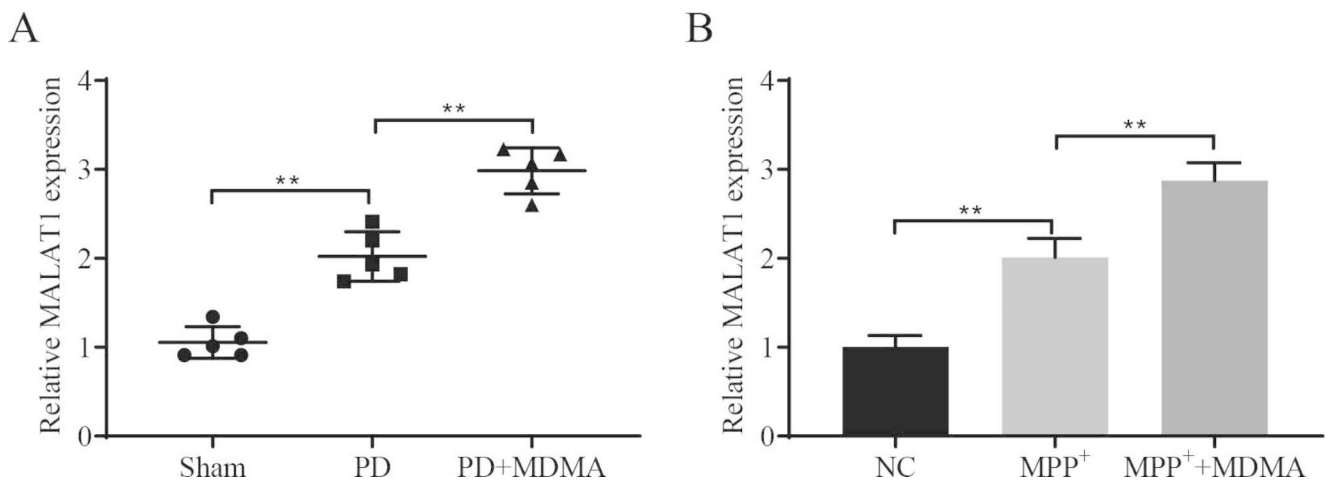 A
Relative MALAT1 expression
4
3
2
1
0
**
**
Sham
PD
PD+MDMA
B
Relative MALAT1 expression
4
3
2
1
0
**
**
NC
MPP⁺
MPP⁺+MDMA